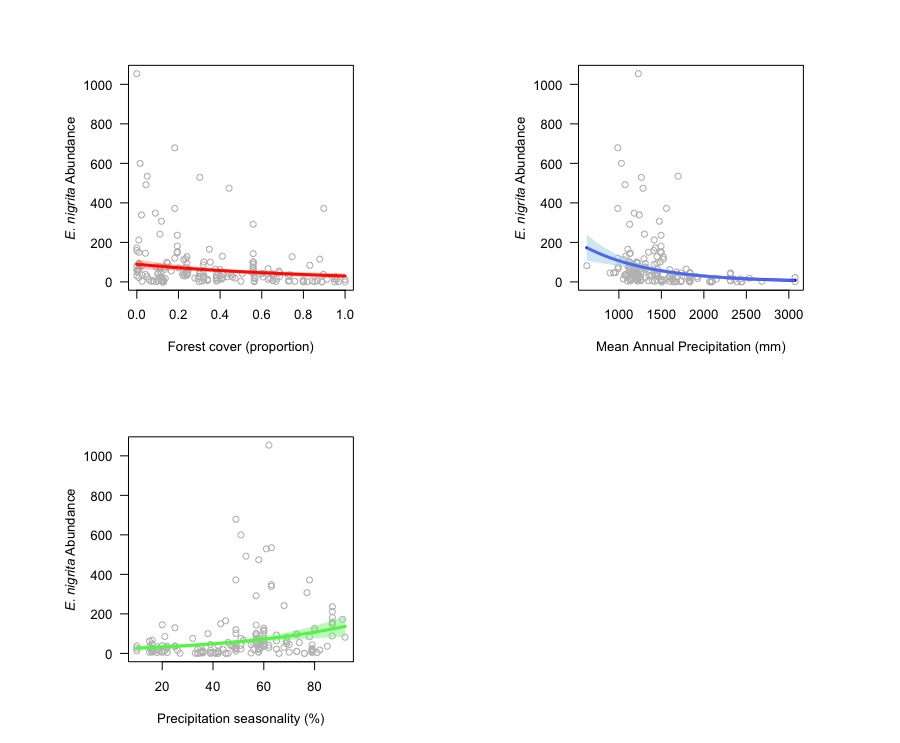 1000
800
600
400
200
0
E. nigrita Abundance
0.0 0.2 0.4 0.6 0.8 1.0
Forest cover (proportion)
1000
800
600
400
200
0
E. nigrita Abundance
1000 1500 2000 2500 3000
Mean Annual Precipitation (mm)
1000
800
600
400
200
0
E. nigrita Abundance
20 40 60 80
Precipitation seasonality (%)